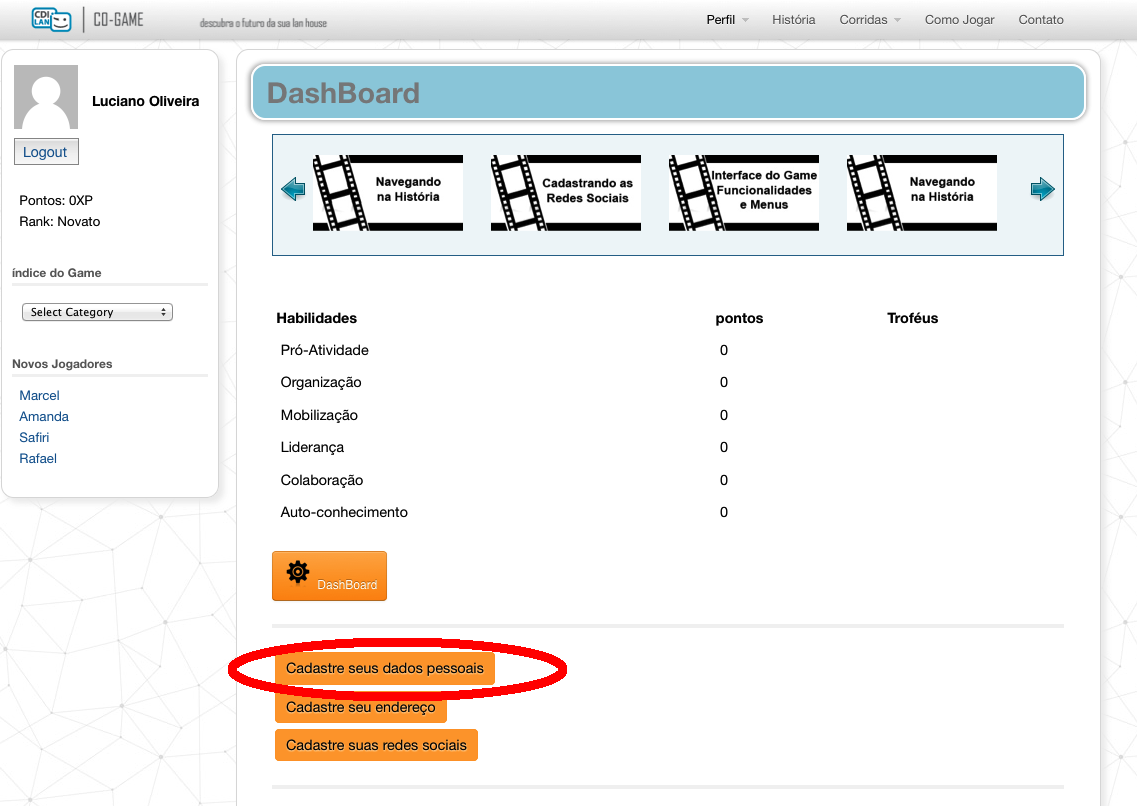 CDI LAN CO-GAME descubra o futuro da sua lan house
Perfil História Corridas Como Jogar Contato
Luciano Oliveira
Logout
Pontos: 0XP
Rank: Novato
índice do Game
Select Category
Novos Jogadores
Marcel
Amanda
Safiri
Rafael
DashBoard
Navegando
na História
Cadastrando as
Redes Sociais
Interface do Game
Funcionalidades
e Menus
Navegando
na História
Habilidades pontos Troféus
Pró-Atividade 0
Organização 0
Mobilização 0
Liderança 0
Colaboração 0
Auto-conhecimento 0
DashBoard
Cadastre seus dados pessoais
Cadastre seu endereço
Cadastre suas redes sociais